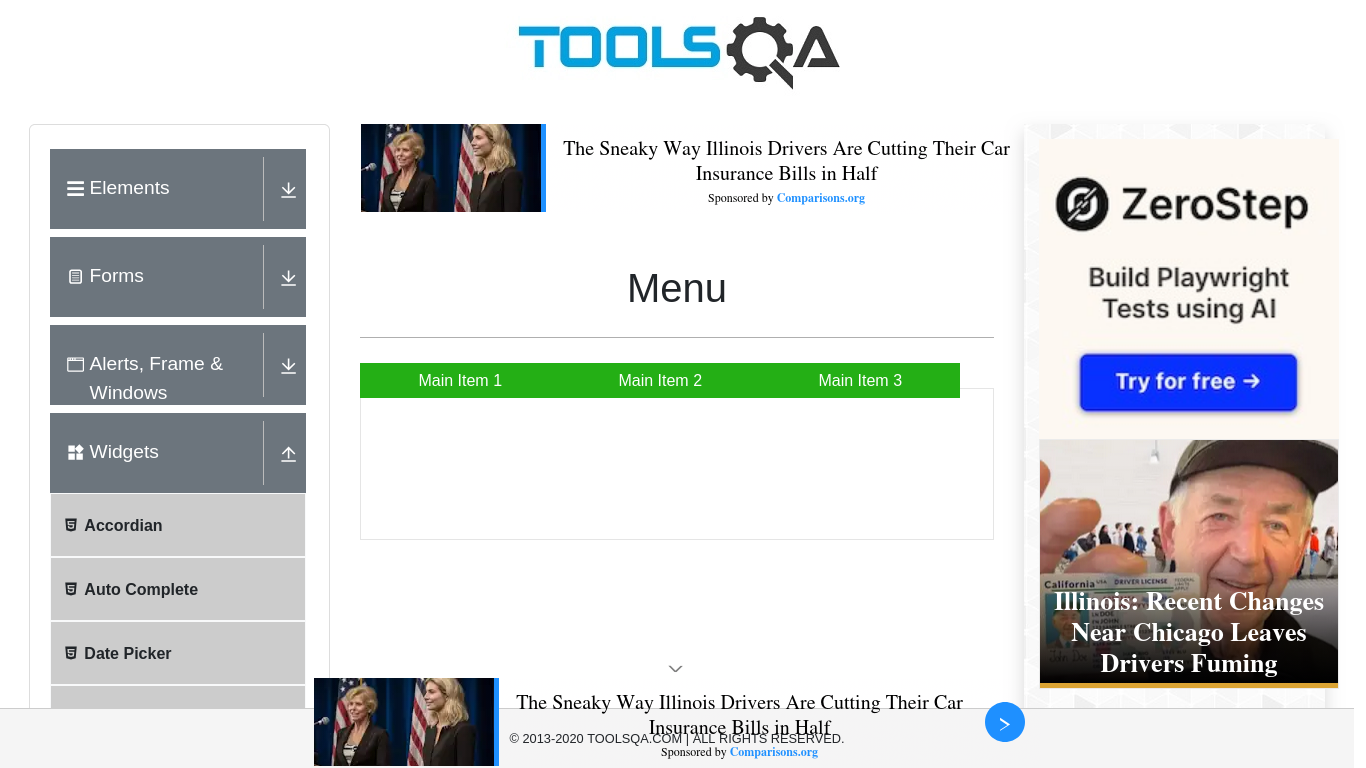 TOOLSQA
Elements
Forms
Alerts, Frame &
Windows
Widgets
Accordian
Auto Complete
Date Picker
The Sneaky Way Illinois Drivers Are Cutting Their Car
Insurance Bills in Half
Sponsored by Comparisons.org
Menu
Main Item 1
Main Item 2
Main Item 3
ZeroStep
Build Playwright
Tests using AI
Try for free →
California USA DRIVER LICENSE
Illinois: Recent Changes
Near Chicago Leaves
Drivers Fuming
The Sneaky Way Illinois Drivers Are Cutting Their Car
Insurance Bills in Half
© 2013-2020 TOOLSQA.COM | ALL RIGHTS RESERVED.
Sponsored by Comparisons.org